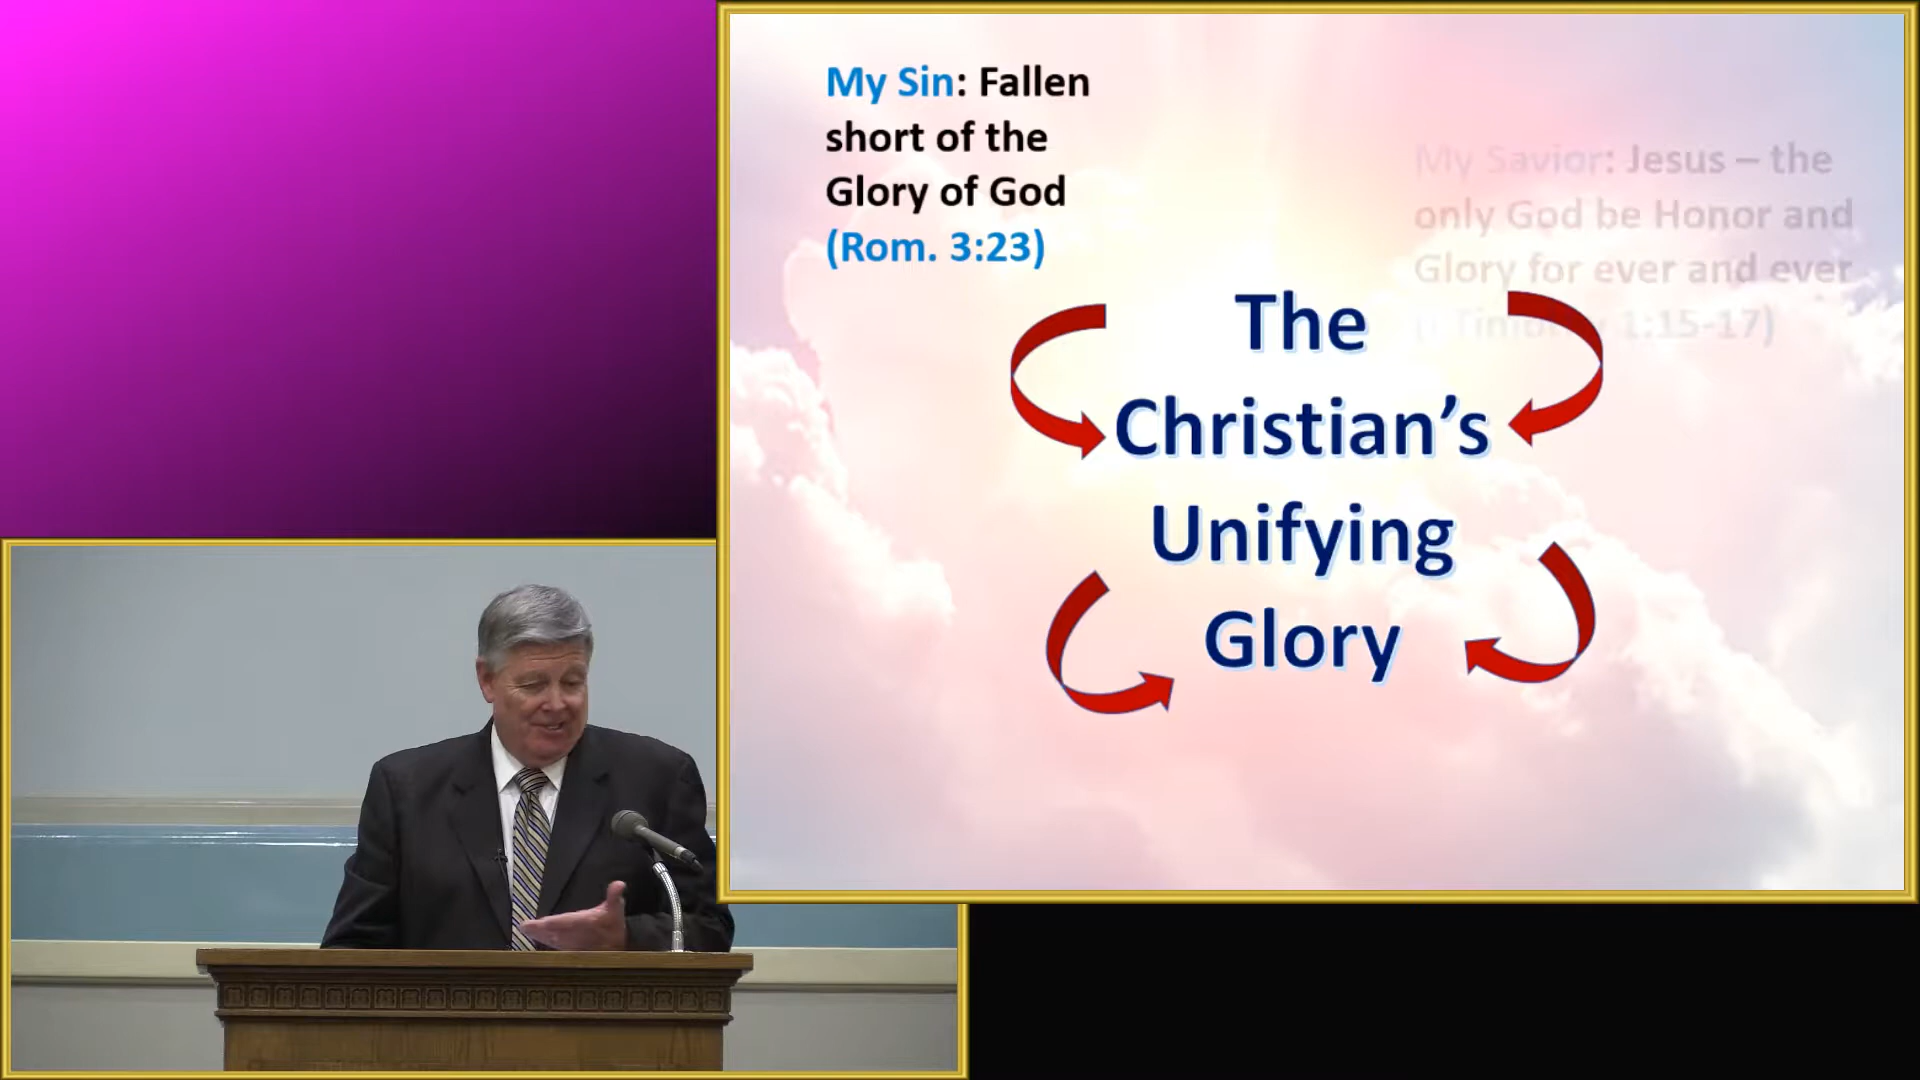 My Sin: Fallen
short of the
Glory of God
(Rom. 3:23)
My Savior: Jesus – the
only God be Honor and
Glory for ever and ever
1:15-17)
The
Christian’s
Unifying
Glory